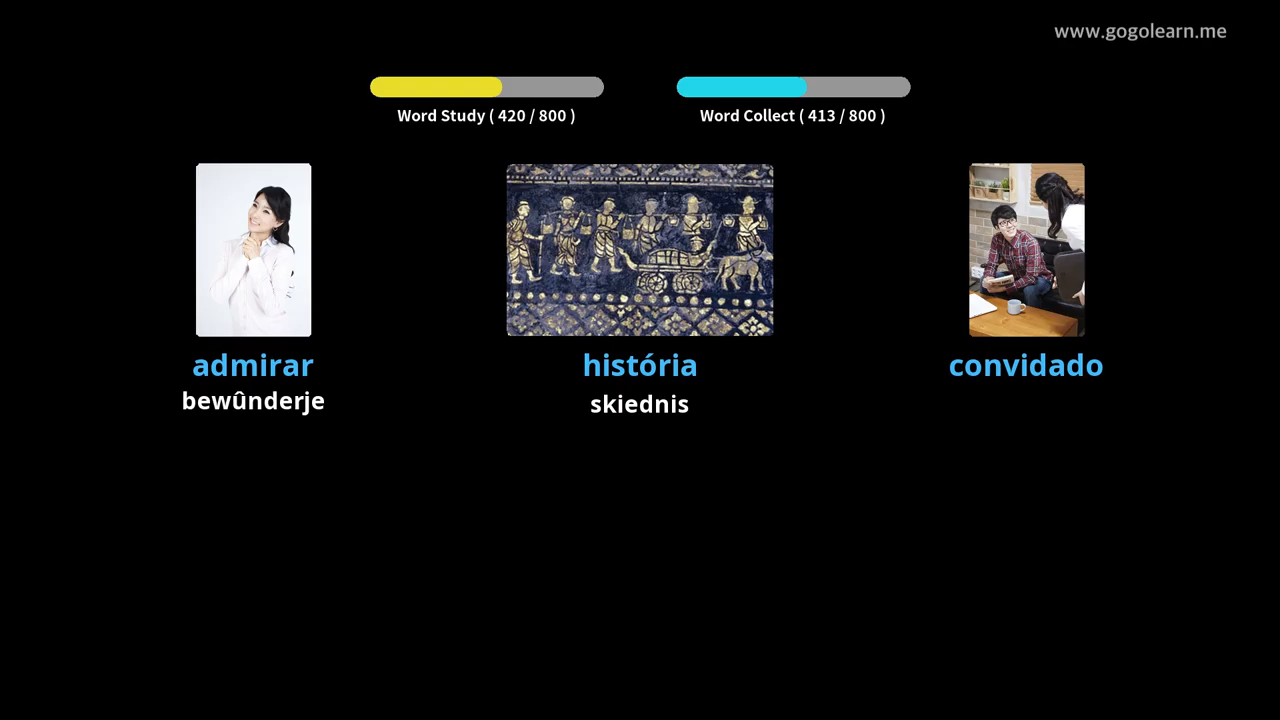 www.gogolearn.me
Word Study ( 420 / 800 )
Word Collect ( 413 / 800 )
admirar
bewûnderje
história
skiednis
convidado